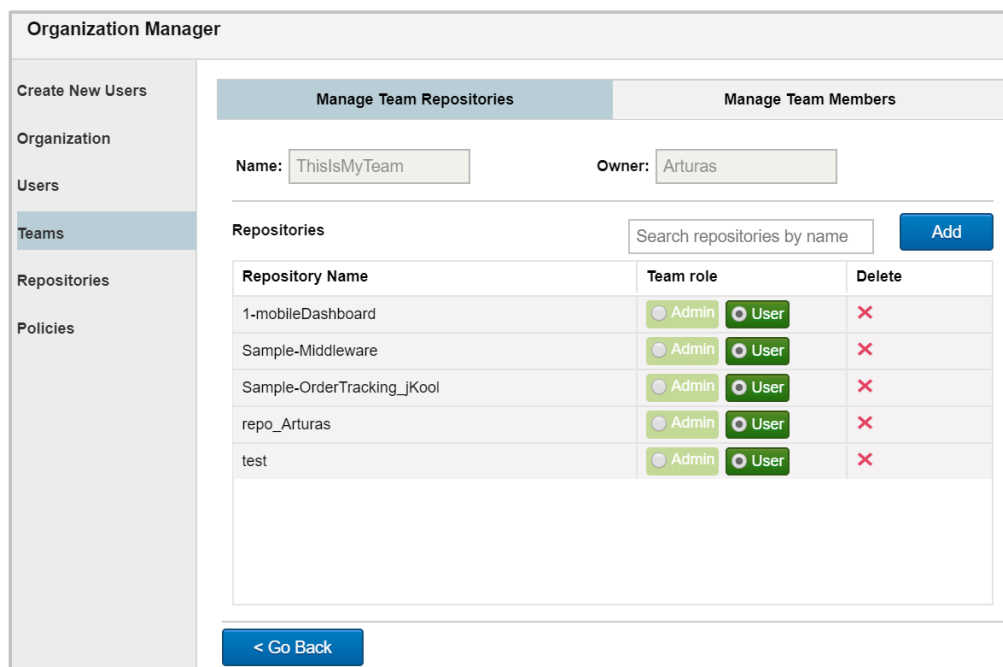 Organization Manager
Create New Users
Organization
Users
Teams
Repositories
Policies
Manage Team Repositories
Manage Team Members
Name: ThisIsMyTeam
Owner: Arturas
Repositories
Search repositories by name
Add
Repository Name
Team role
Delete
1-mobileDashboard Admin User
Sample-Middleware Admin User
Sample-OrderTracking_jKool Admin User
repo_Arturas Admin User
test Admin User
< Go Back